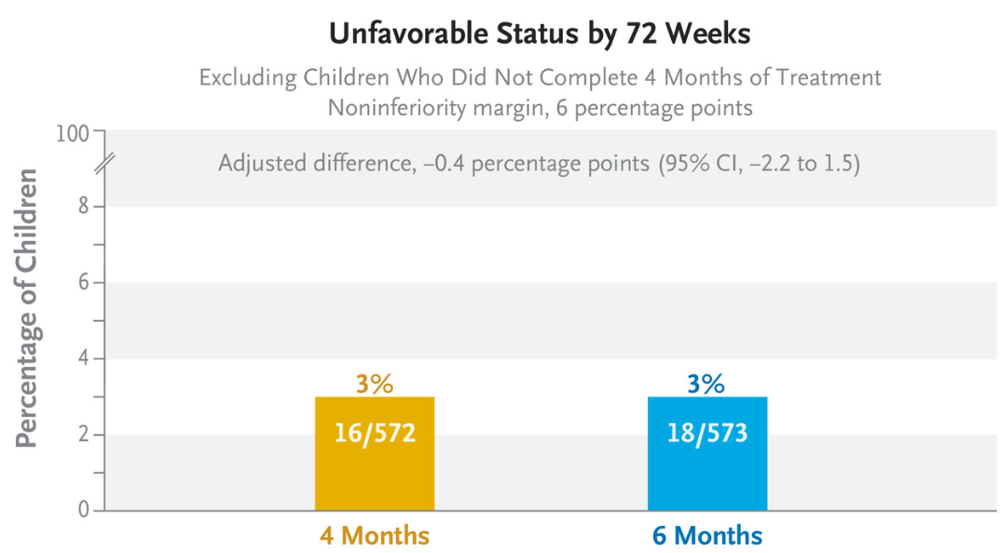 Unfavorable Status by 72 Weeks
Excluding Children Who Did Not Complete 4 Months of Treatment
Noninferiority margin, 6 percentage points
100
Adjusted difference, –0.4 percentage points (95% CI, –2.2 to 1.5)
Percentage of Children
8
6
4
2
0
3%
3%
16/572
18/573
4 Months
6 Months